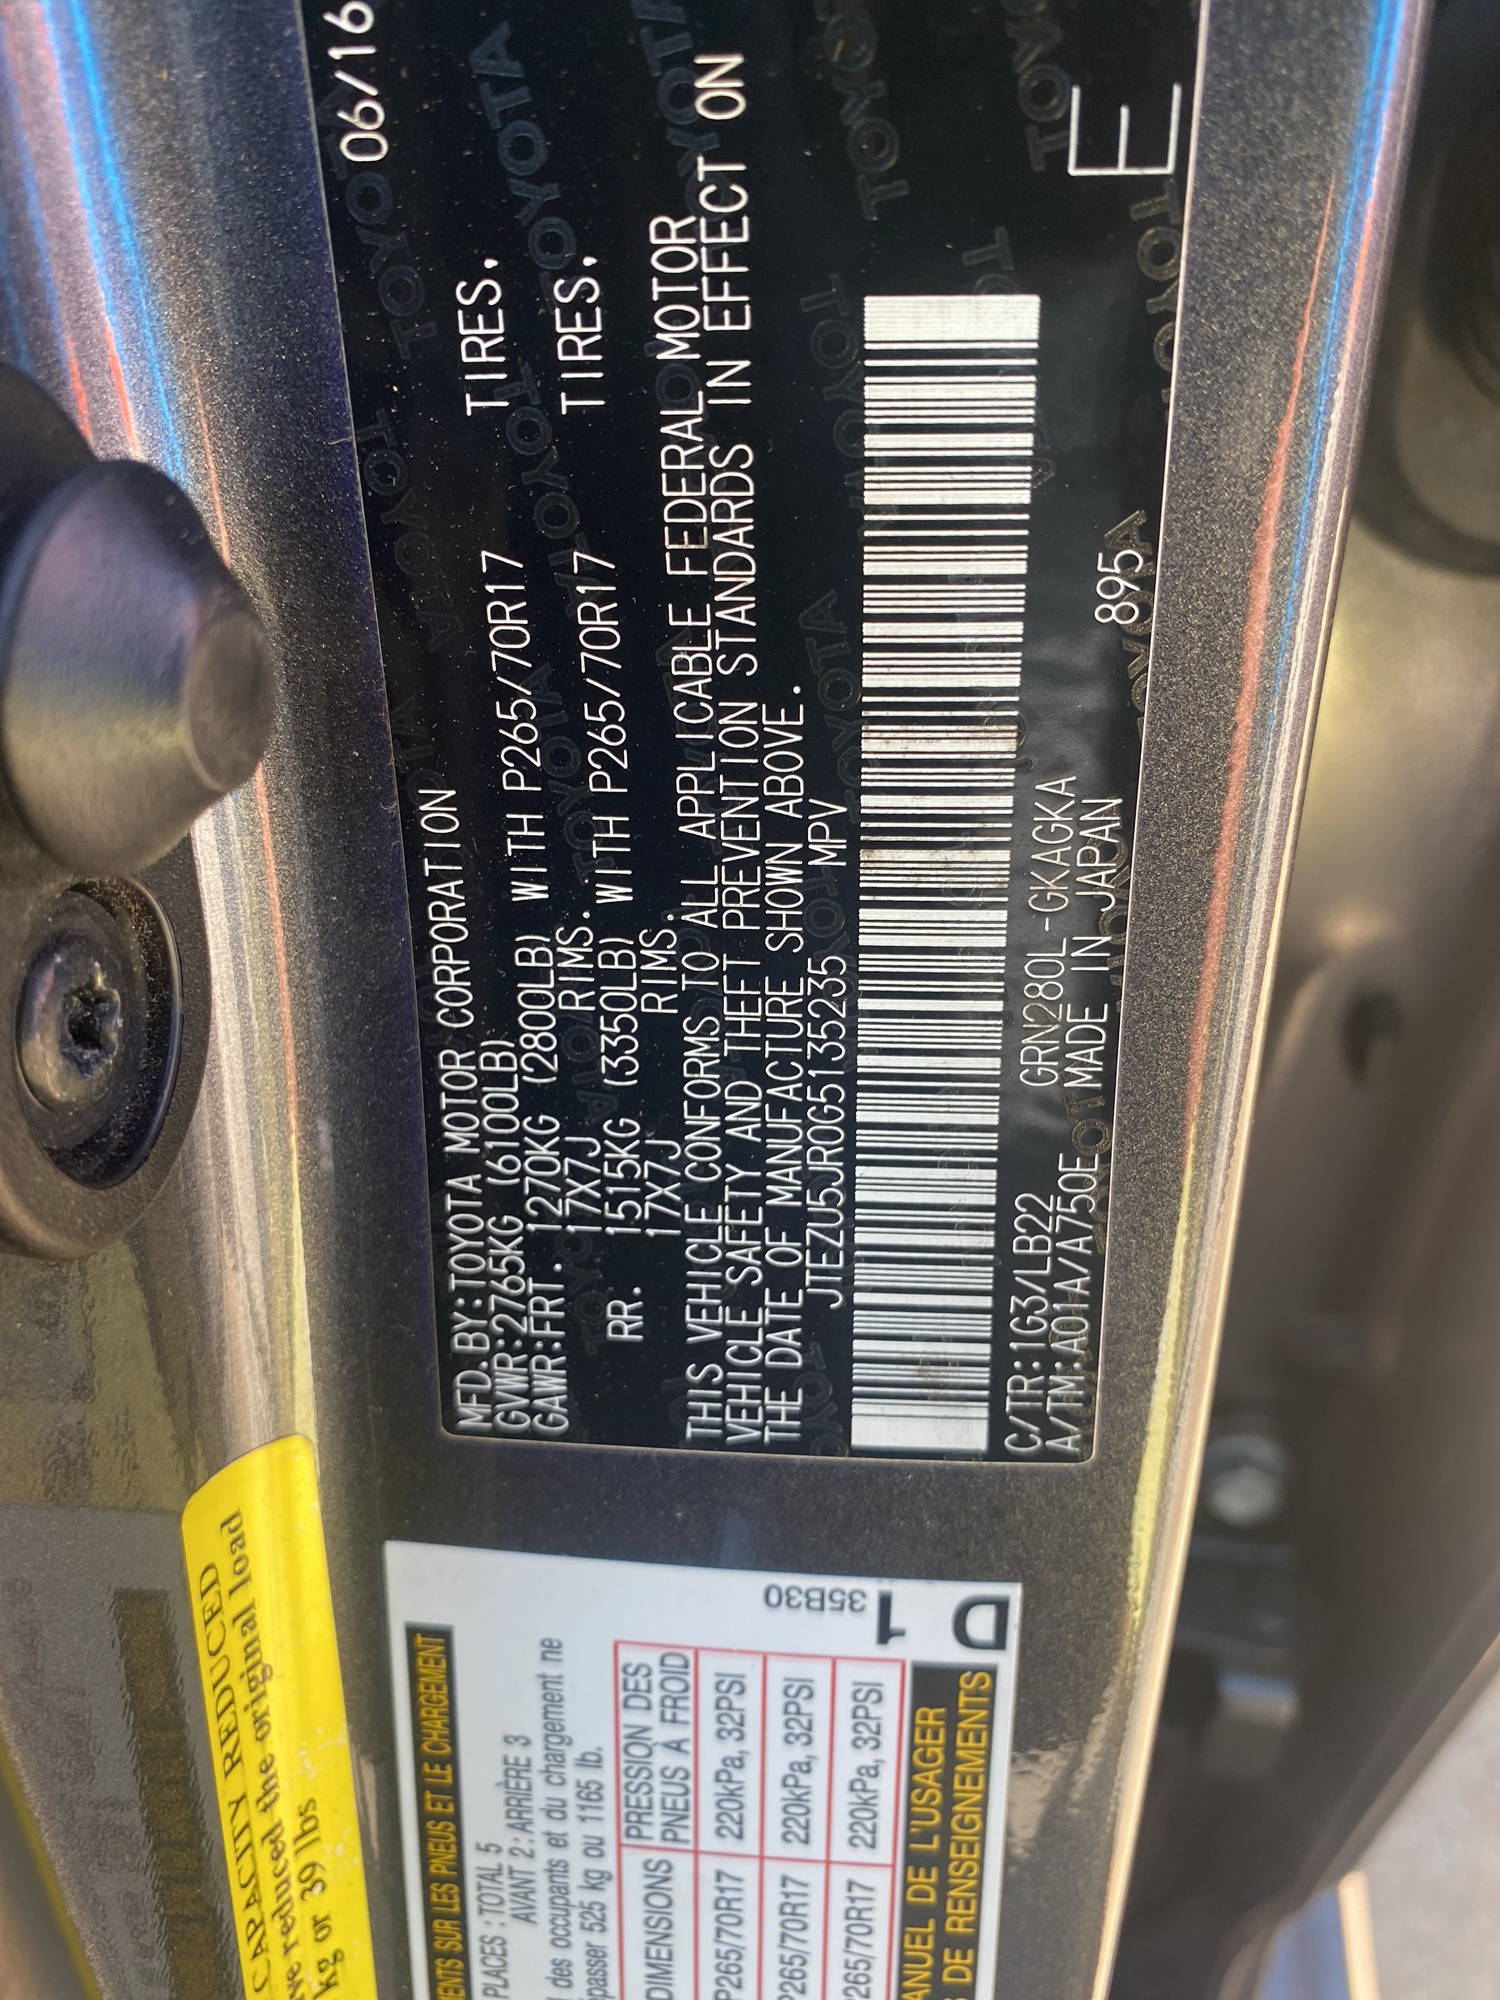 MFD.BY:TOYOTA MOTOR CORPORATION 06/16
GVWR:2765KG (6100LB)
GAWR:FRT. 1270KG (2800LB) WITH P265/70R17 TIRES,
17X7J RIMS.
RR. 1515KG (3350LB) WITH P265/70R17 TIRES,
17X7J RIMS.
THIS VEHICLE CONFORMS TO ALL APPLICABLE FEDERAL MOTOR
VEHICLE SAFETY AND THEFT PREVENTION STANDARDS IN EFFECT ON
THE DATE OF MANUFACTURE SHOWN ABOVE.
JTEZU5JR0G5135235 MPV
C/TR:1G3/LB22 GRN280L-GKAGKA
A/TM:A01A/A750E MADE IN JAPAN 895
E
CAPACITY REDUCED
reduced the original load
kg or 39 lbs
SUR LES PNEUS ET LE CHARGEMENT
PLACES : TOTAL 5
AVANT 2 : ARRIÈRE 3
des occupants et du chargement ne
525 kg ou 1165 lb.
DIMENSIONS PRESSION DES
PNEUS À FROID
P265/70R17 220kPa, 32PSI
P265/70R17 220kPa, 32PSI
P265/70R17 220kPa, 32PSI
DE L'USAGER
DE RENSEIGNEMENTS
35B30